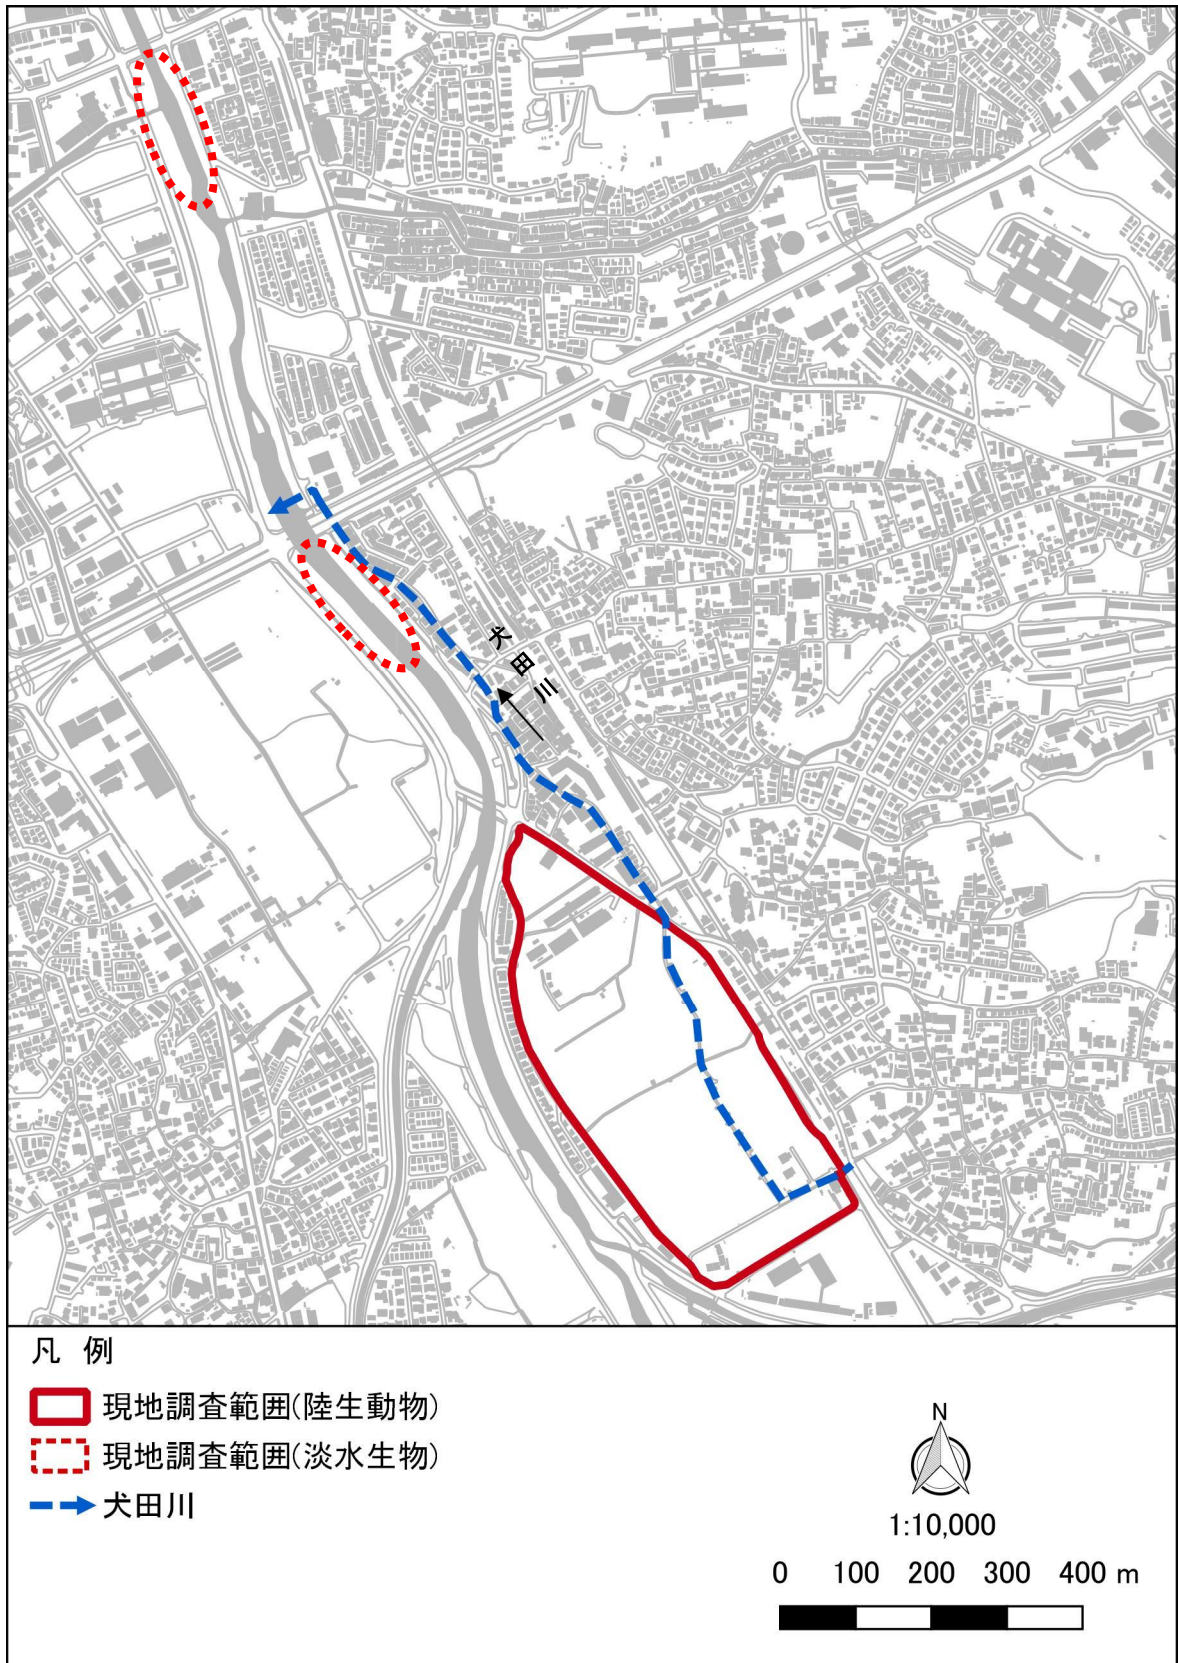 犬田川
凡 例
現地調査範囲(陸生動物)
現地調査範囲(淡水生物)
犬田川
N
1:10,000
0 100 200 300 400 m